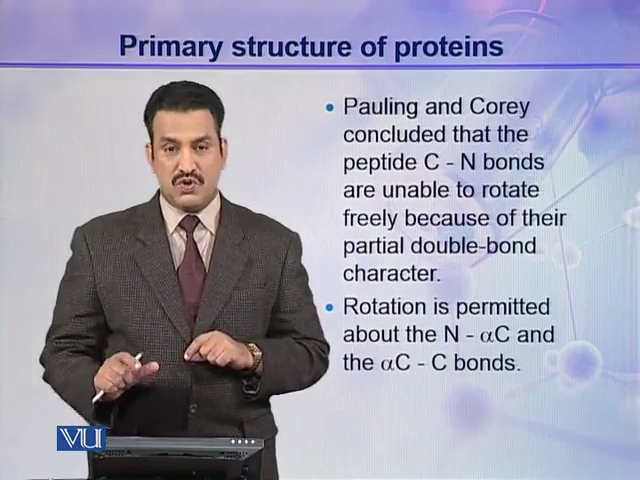 Primary structure of proteins
• Pauling and Corey
concluded that the
peptide C - N bonds
are unable to rotate
freely because of their
partial double-bond
character.
• Rotation is permitted
about the N - αC and
the αC - C bonds.
VU